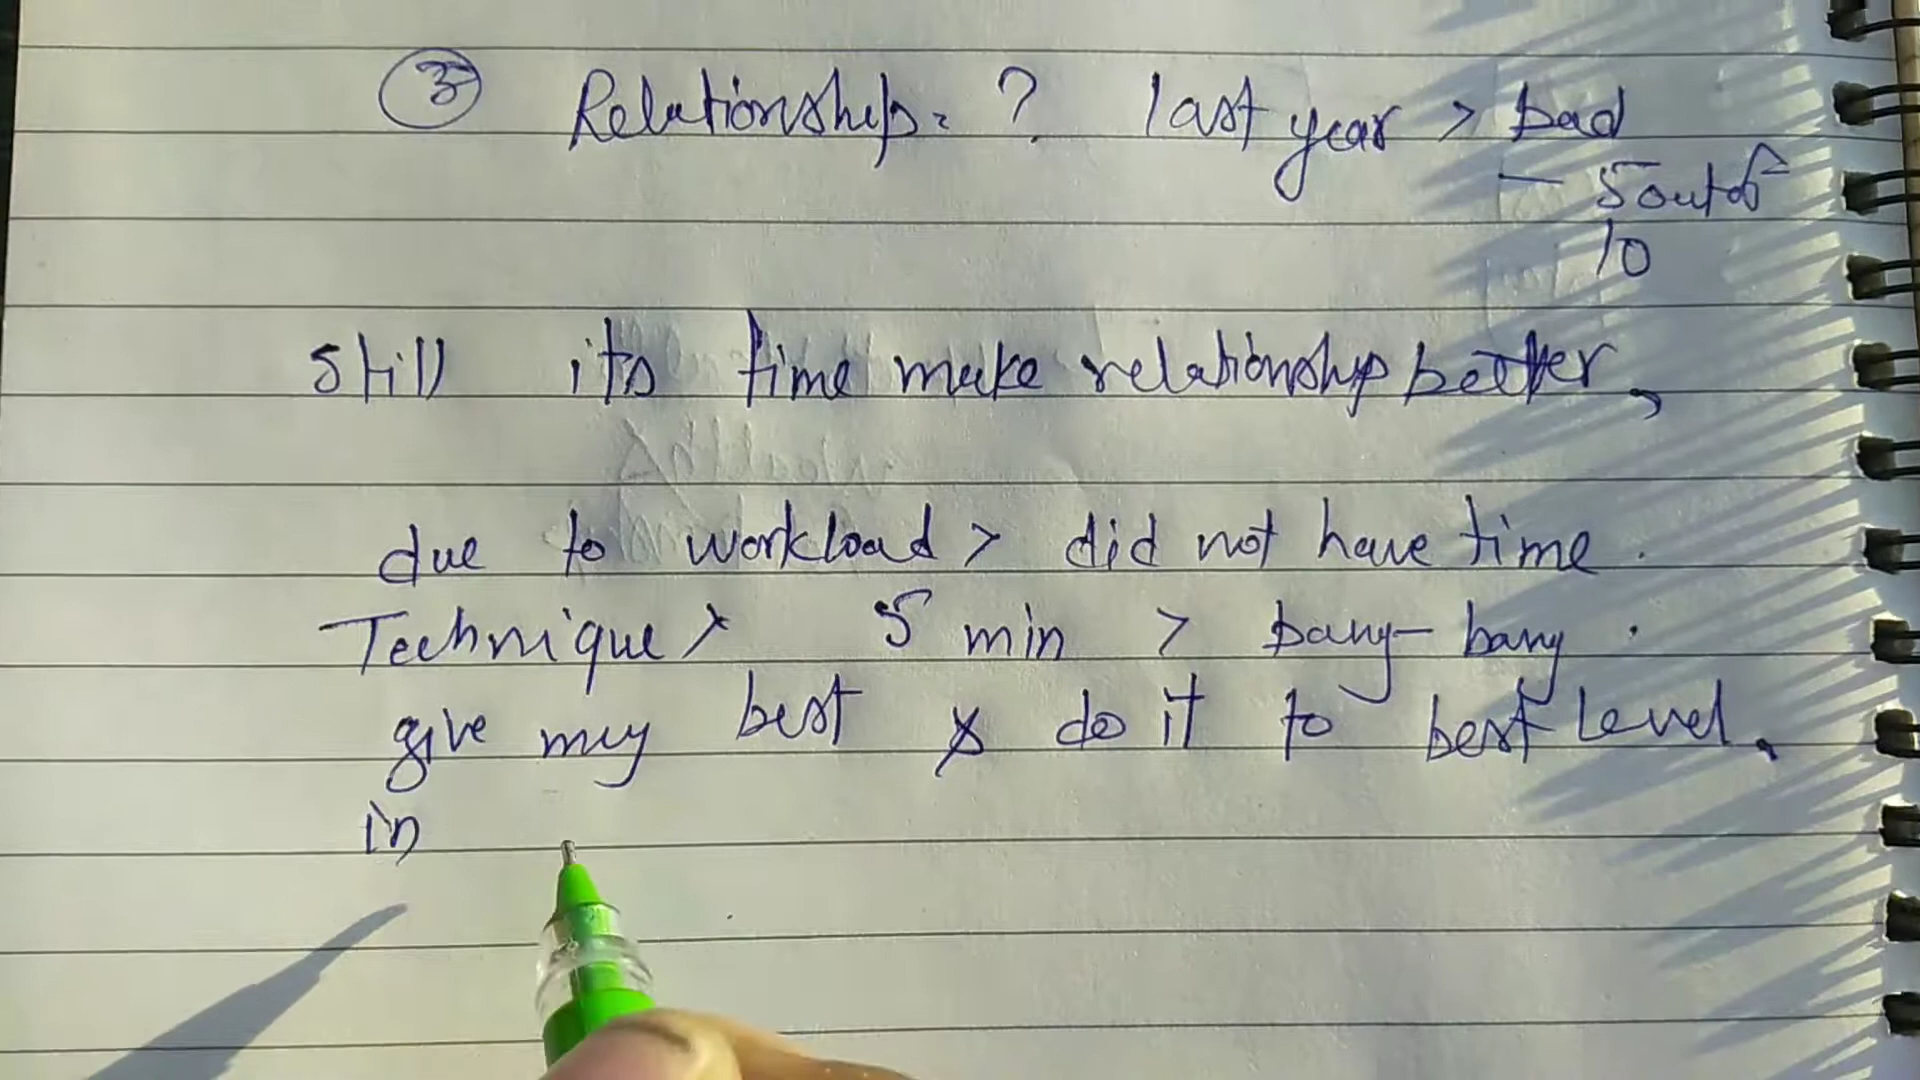 ③ Relationship = ? last year > bad
— 5 out of
10
still its time make relationship better,
due to workload > did not have time.
Technique > 5 min > bang-bang.
give my best & do it to best level,
in